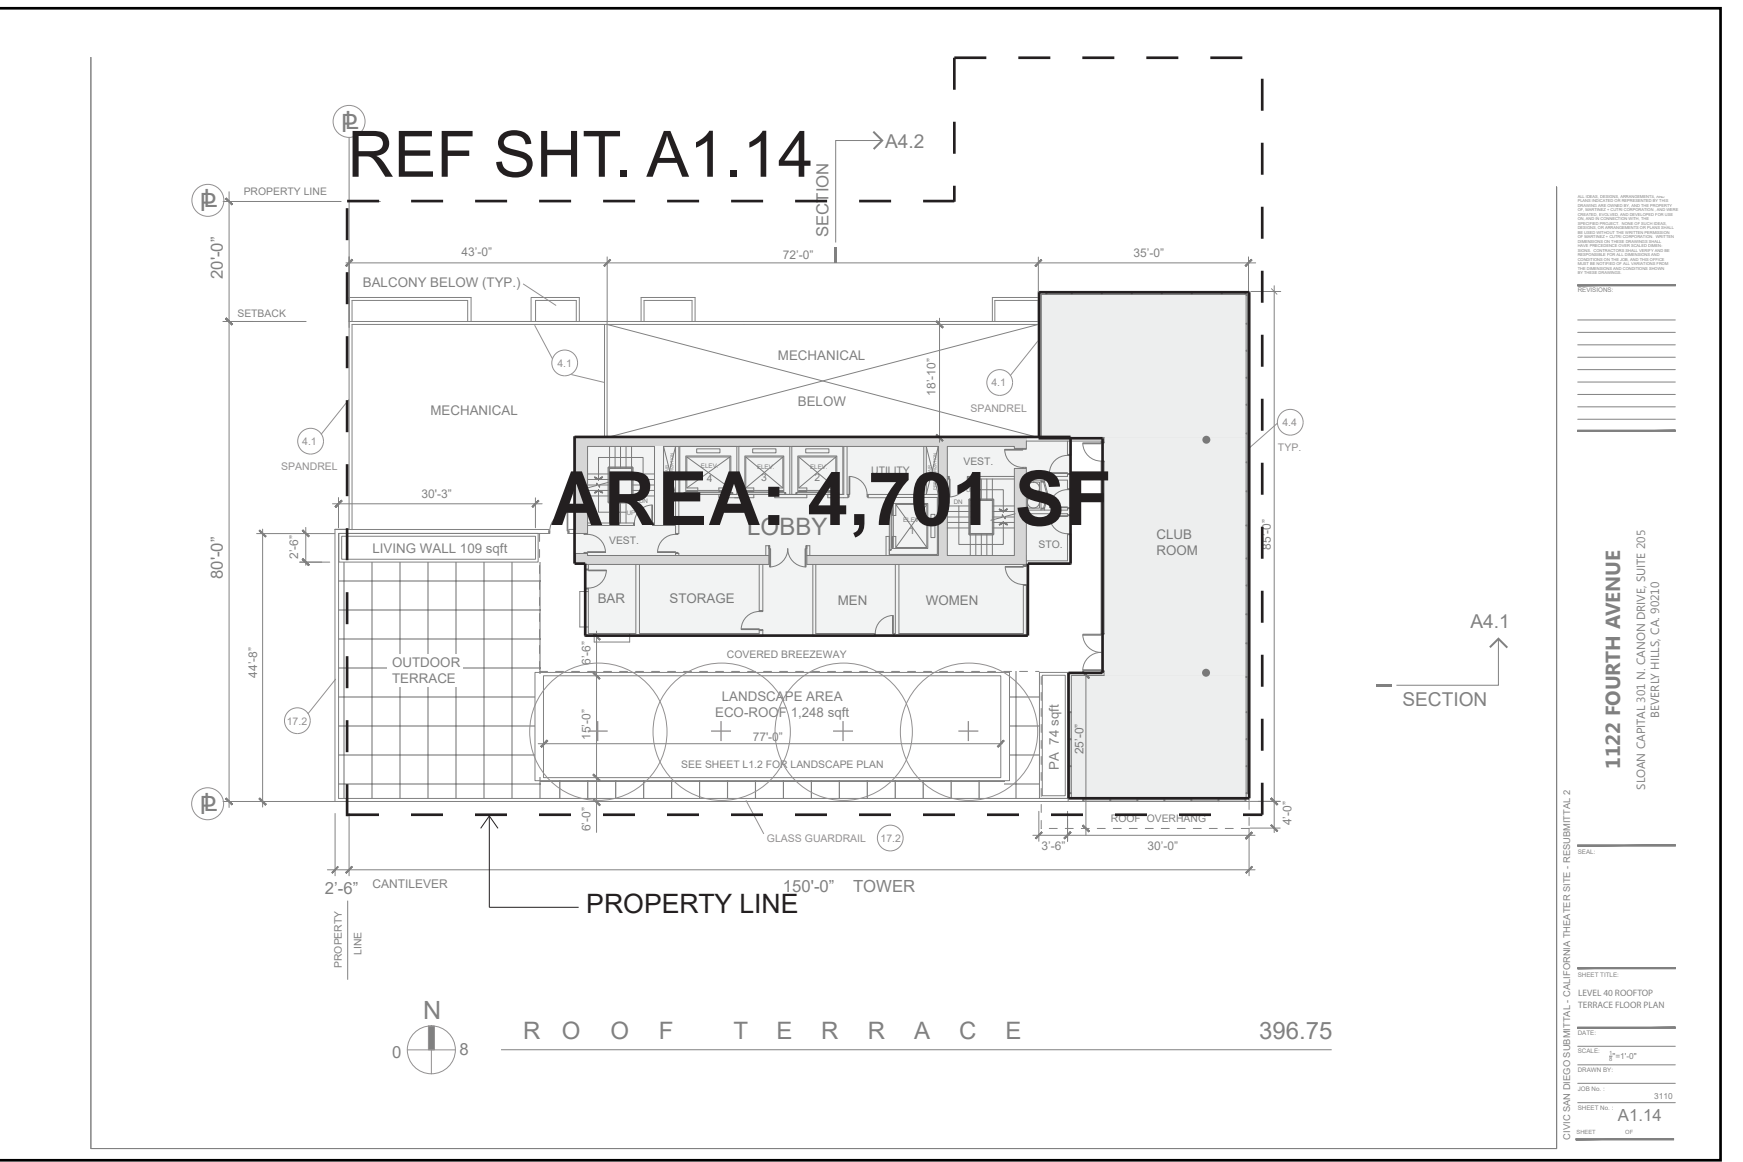 REF SHT. A1.14
A4.2
SECTION
PROPERTY LINE
20'-0"
43'-0"
72'-0"
35'-0"
BALCONY BELOW (TYP.)
SETBACK
4.1
MECHANICAL
BELOW
18'-10"
4.1
SPANDREL
MECHANICAL
4.4
TYP.
4.1
SPANDREL
30'-3"
VEST.
UTILITY
AREA: 4,701 SF
LOBBY
DN
CLUB
ROOM
85'-0"
2'-6"
LIVING WALL 109 sqft
VEST.
STO.
80'-0"
BAR
STORAGE
MEN
WOMEN
44'-8"
OUTDOOR
TERRACE
6'-6"
COVERED BREEZEWAY
LANDSCAPE AREA
ECO-ROOF 1,248 sqft
15'-0"
77'-0"
SEE SHEET L1.2 FOR LANDSCAPE PLAN
PA 74 sqft
25'-0"
17.2
A4.1
SECTION
6'-0"
GLASS GUARDRAIL
17.2
ROOF OVERHANG
4'-0"
3'-6"
30'-0"
2'-6"
CANTILEVER
150'-0" TOWER
PROPERTY LINE
PROPERTY
LINE
N
0
8
ROOF TERRACE
396.75
REVISIONS:
1122 FOURTH AVENUE
SLOAN CAPITAL 301 N. CANON DRIVE, SUITE 205
BEVERLY HILLS, CA. 90210
CIVIC SAN DIEGO SUBMITTAL - CALIFORNIA THEATER SITE - RESUBMITTAL 2
SEAL:
SHEET TITLE:
LEVEL 40 ROOFTOP
TERRACE FLOOR PLAN
DATE:
SCALE:
DRAWN BY:
JOB No. :
3110
SHEET No. :
A1.14
SHEET OF